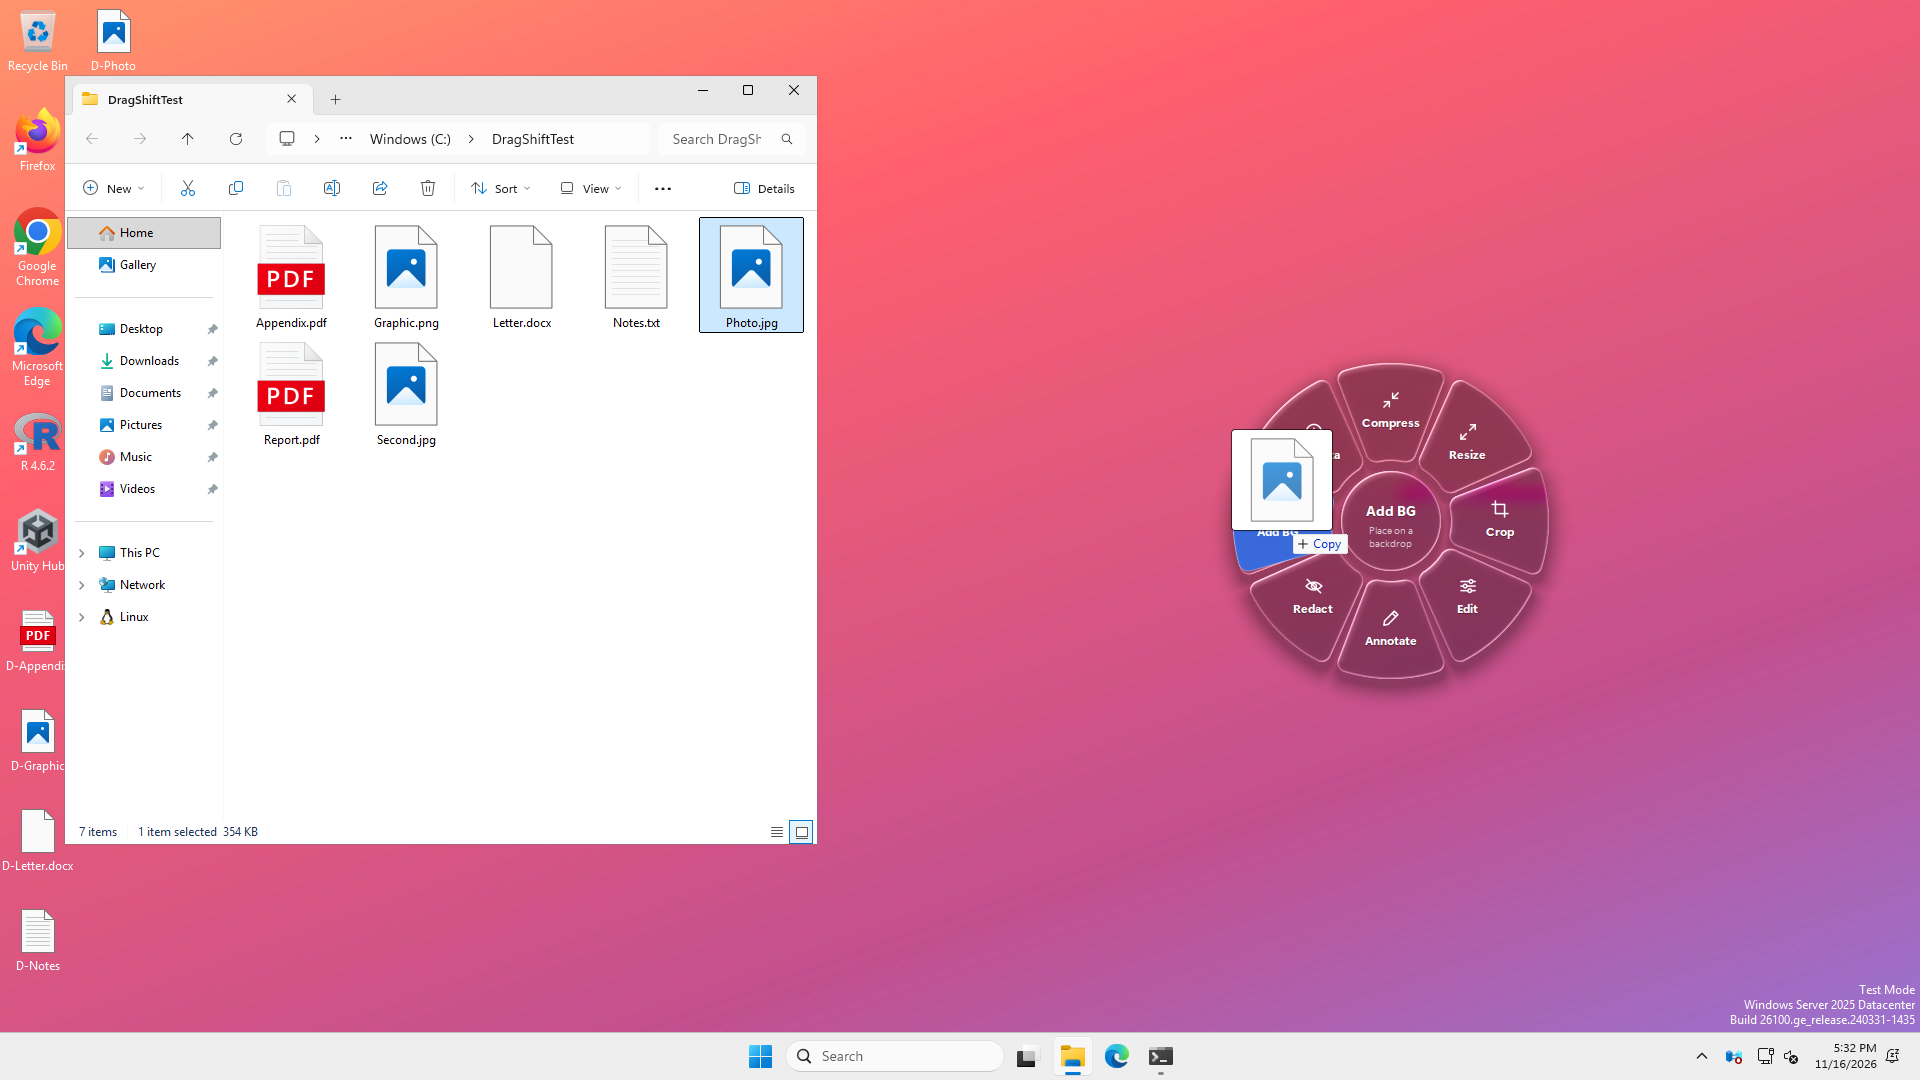 Recycle Bin
D-Photo
Firefox
Google
Chrome
Microsoft
Edge
R 4.6.2
Unity Hub
PDF
D-Appendi
D-Graphic
D-Letter.docx
D-Notes
DragShiftTest
Windows (C:)
DragShiftTest
Search DragSh
New
Sort
View
Details
Home
Gallery
Desktop
Downloads
Documents
Pictures
Music
Videos
This PC
Network
Linux
PDF
Appendix.pdf
Graphic.png
Letter.docx
Notes.txt
Photo.jpg
PDF
Report.pdf
Second.jpg
7 items
1 item selected 354 KB
Compress
Resize
Crop
Edit
Annotate
Redact
Add BG
Add BG
Place on a
backdrop
+ Copy
Test Mode
Windows Server 2025 Datacenter
Build 26100.ge_release.240331-1435
Search
5:32 PM
11/16/2026